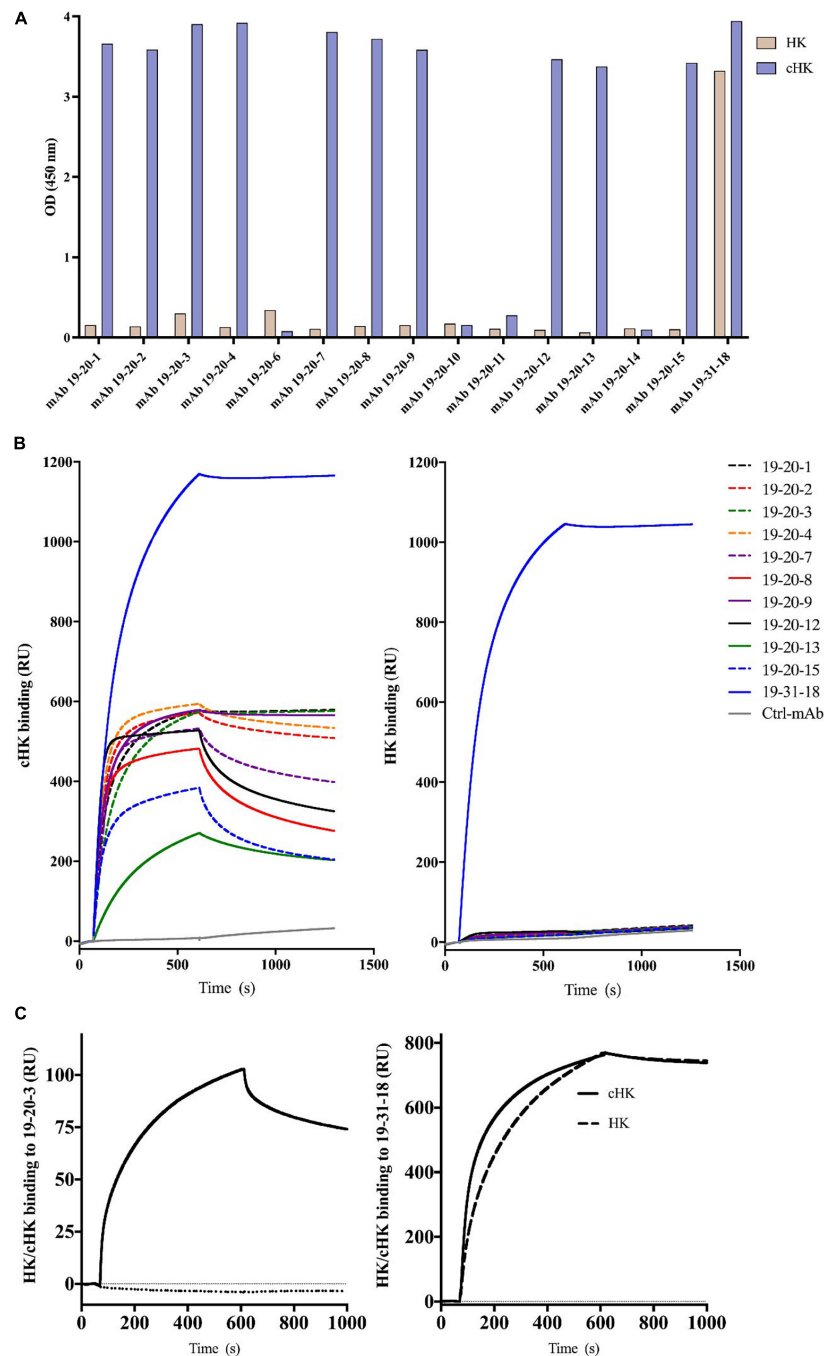 A
OD (450 nm)
4
3
2
1
0
HK
cHK
mAb 19-20-1
mAb 19-20-2
mAb 19-20-3
mAb 19-20-4
mAb 19-20-6
mAb 19-20-7
mAb 19-20-8
mAb 19-20-9
mAb 19-20-10
mAb 19-20-11
mAb 19-20-12
mAb 19-20-13
mAb 19-20-14
mAb 19-20-15
mAb 19-31-18
B
cHK binding (RU)
1200
1000
800
600
400
200
0
0 500 1000 1500
Time (s)
HK binding (RU)
1200
1000
800
600
400
200
0
0 500 1000 1500
Time (s)
19-20-1
19-20-2
19-20-3
19-20-4
19-20-7
19-20-8
19-20-9
19-20-12
19-20-13
19-20-15
19-31-18
Ctrl-mAb
C
HK/cHK binding to 19-20-3 (RU)
100
75
50
25
0
0 200 400 600 800 1000
Time (s)
HK/cHK binding to 19-31-18 (RU)
800
600
400
200
0
0 200 400 600 800 1000
Time (s)
cHK
HK